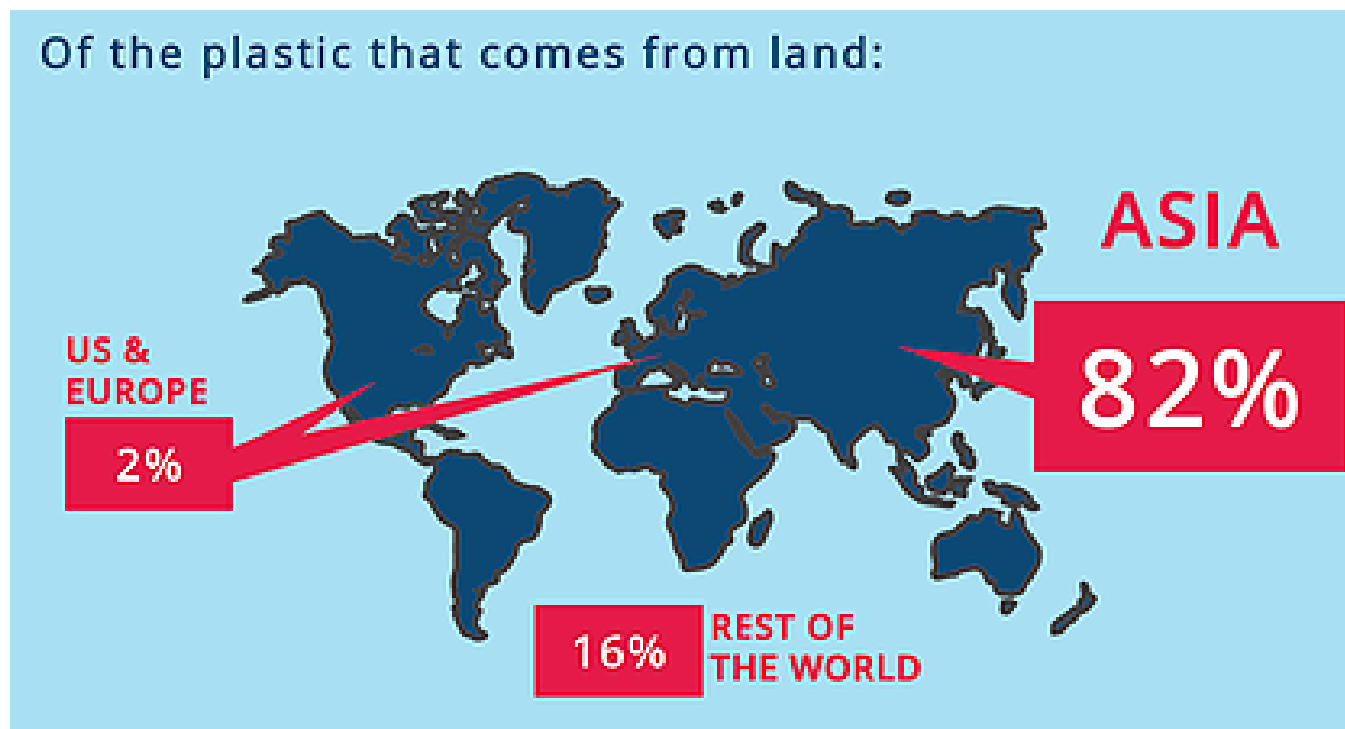 Of the plastic that comes from land:
ASIA
82%
US &
EUROPE
2%
16%
REST OF
THE WORLD